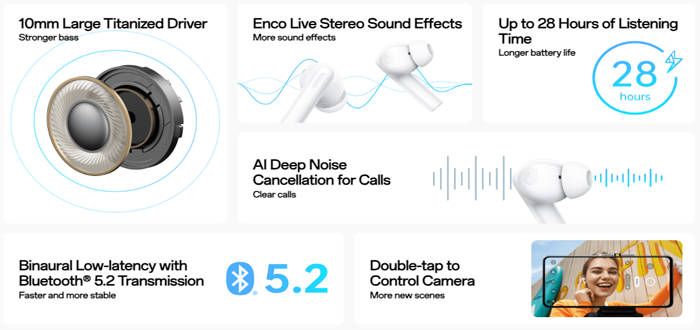 10mm Large Titanized Driver
Stronger bass
Enco Live Stereo Sound Effects
More sound effects
Up to 28 Hours of Listening
Time
Longer battery life
28
hours
AI Deep Noise
Cancellation for Calls
Clear calls
Binaural Low-latency with
Bluetooth® 5.2 Transmission
Faster and more stable
® 5.2
Double-tap to
Control Camera
More new scenes